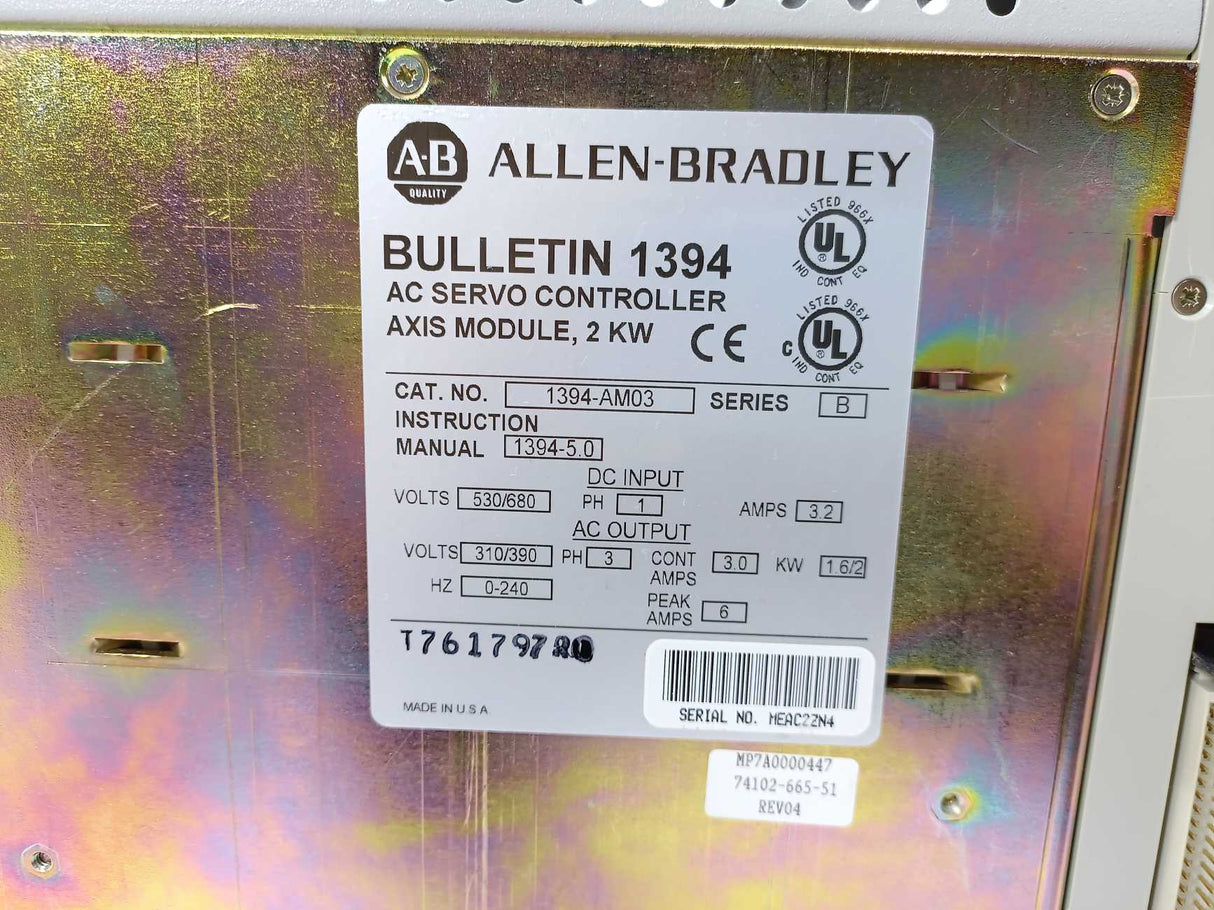 A-B
QUALITY
ALLEN-BRADLEY
LISTED 966X
UL
®
IND CONT EQ
BULLETIN 1394
AC SERVO CONTROLLER
AXIS MODULE, 2 KW
CE
LISTED 966X
C UL
®
IND CONT EQ
CAT. NO. 1394-AM03 SERIES B
INSTRUCTION
MANUAL 1394-5.0
DC INPUT
VOLTS 530/680 PH 1 AMPS 3.2
AC OUTPUT
VOLTS 310/390 PH 3 CONT AMPS 3.0 KW 1.6/2
HZ 0-240 PEAK AMPS 6
MADE IN U S A
SERIAL NO. MEAC22N4
MP7A0000447
74102-665-51
REV04